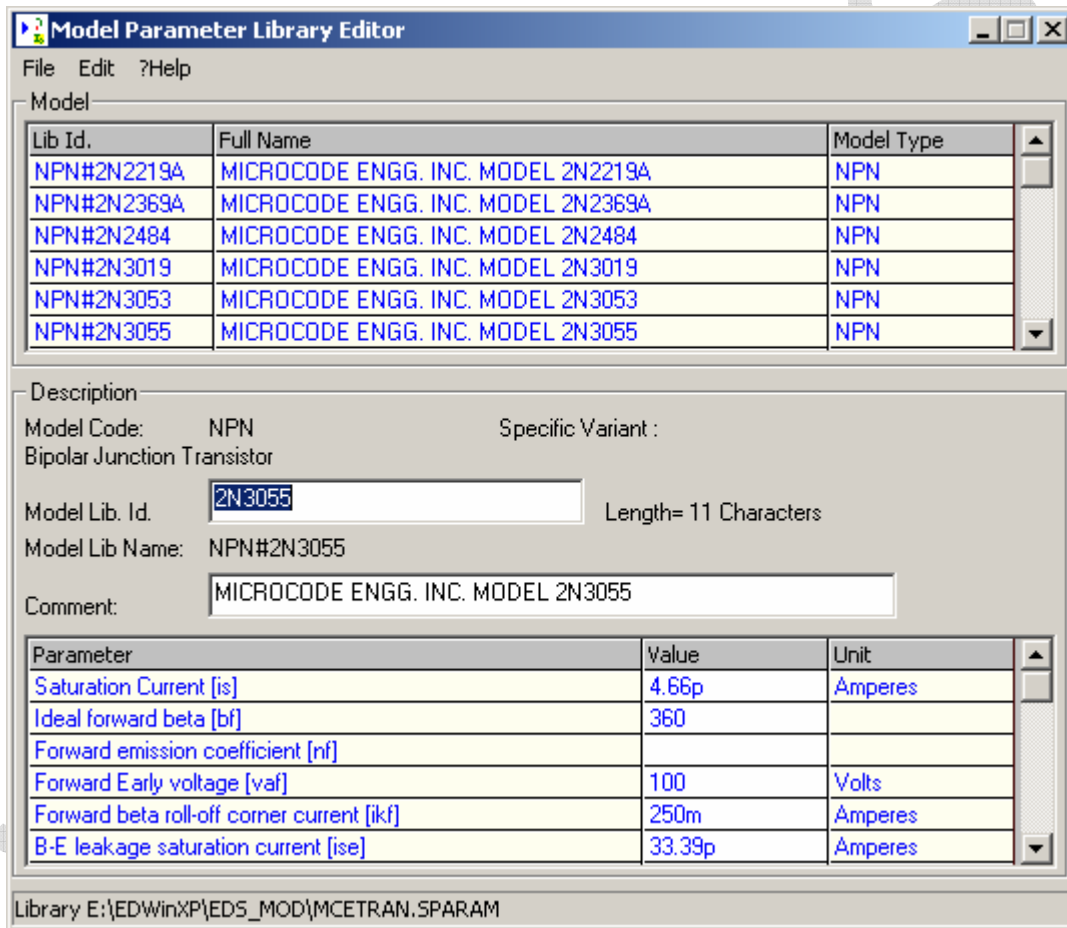 Model Parameter Library Editor
File Edit ?Help
Model
Lib Id. Full Name Model Type
NPN#2N2219A MICROCODE ENGG. INC. MODEL 2N2219A NPN
NPN#2N2369A MICROCODE ENGG. INC. MODEL 2N2369A NPN
NPN#2N2484 MICROCODE ENGG. INC. MODEL 2N2484 NPN
NPN#2N3019 MICROCODE ENGG. INC. MODEL 2N3019 NPN
NPN#2N3053 MICROCODE ENGG. INC. MODEL 2N3053 NPN
NPN#2N3055 MICROCODE ENGG. INC. MODEL 2N3055 NPN
Description
Model Code: NPN Specific Variant :
Bipolar Junction Transistor
Model Lib. Id. 2N3055 Length= 11 Characters
Model Lib Name: NPN#2N3055
Comment: MICROCODE ENGG. INC. MODEL 2N3055
Parameter Value Unit
Saturation Current [is] 4.66p Amperes
Ideal forward beta [bf] 360
Forward emission coefficient [nf]
Forward Early voltage [vaf] 100 Volts
Forward beta roll-off corner current [ikf] 250m Amperes
B-E leakage saturation current [ise] 33.39p Amperes
Library E:\EDWinXP\EDS_MOD\MCETRAN.SPARAM